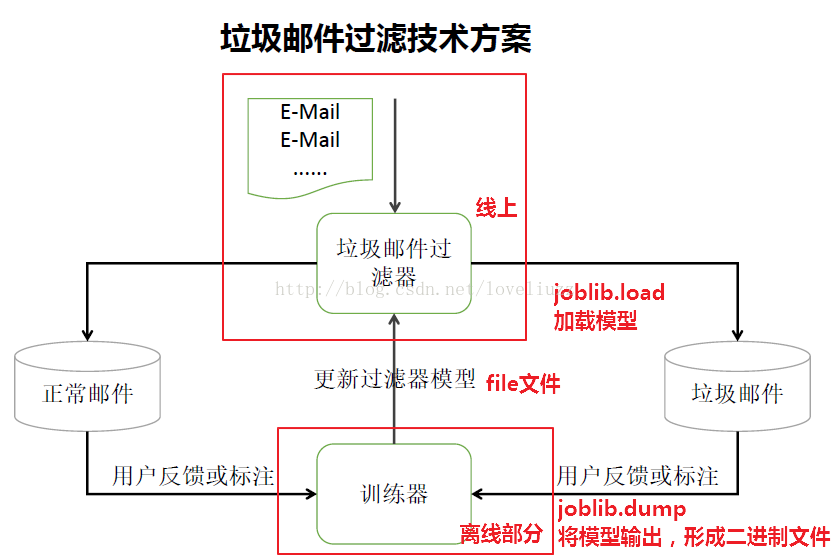 垃圾邮件过滤技术方案
E-Mail
E-Mail
……
线上
垃圾邮件过
滤器
http://blog.csdn.net/loveliuzz
joblib.load
加载模型
正常邮件
更新过滤器模型
file文件
垃圾邮件
用户反馈或标注
训练器
用户反馈或标注
离线部分
joblib.dump
将模型输出，形成二进制文件